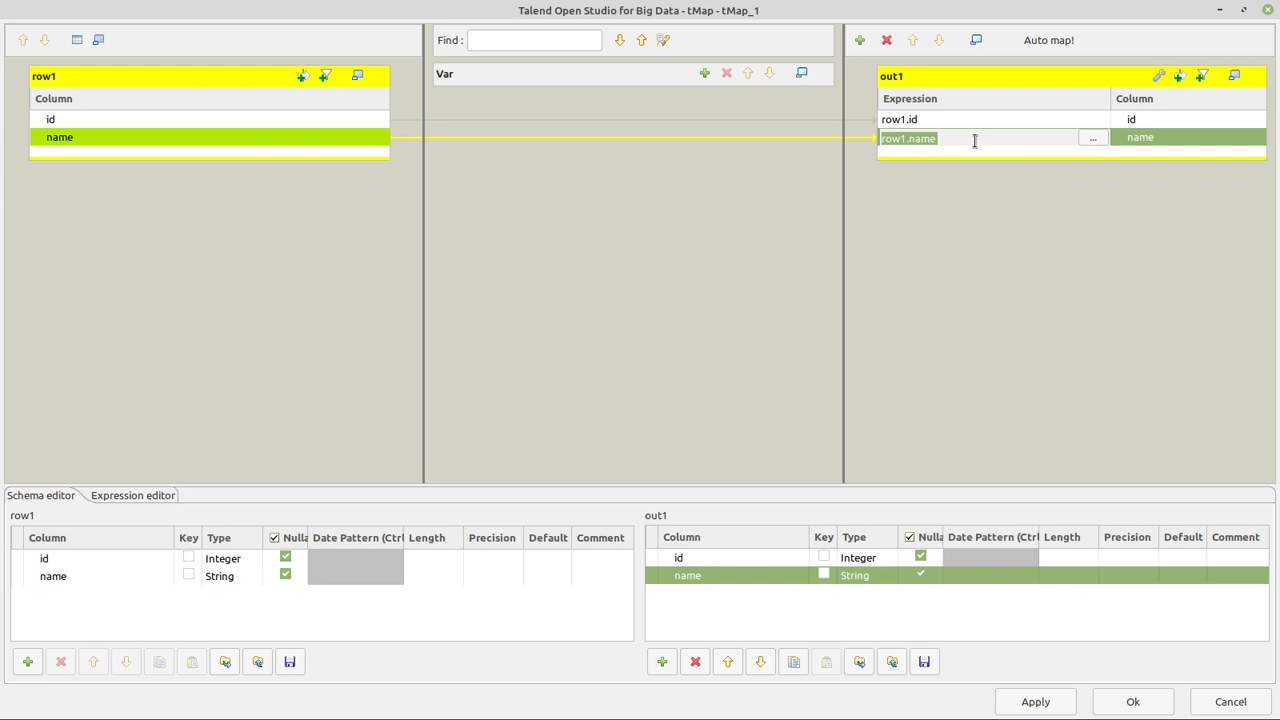 Talend Open Studio for Big Data - tMap - tMap_1
Find :
Auto map!
row1
Column
id
name
Var
out1
Expression Column
row1.id id
row1.name ... name
Schema editor Expression editor
row1
Column Key Type Nulla Date Pattern (Ctrl Length Precision Default Comment
id Integer
name String
out1
Column Key Type Nulla Date Pattern (Ctrl Length Precision Default Comment
id Integer
name String
Apply Ok Cancel